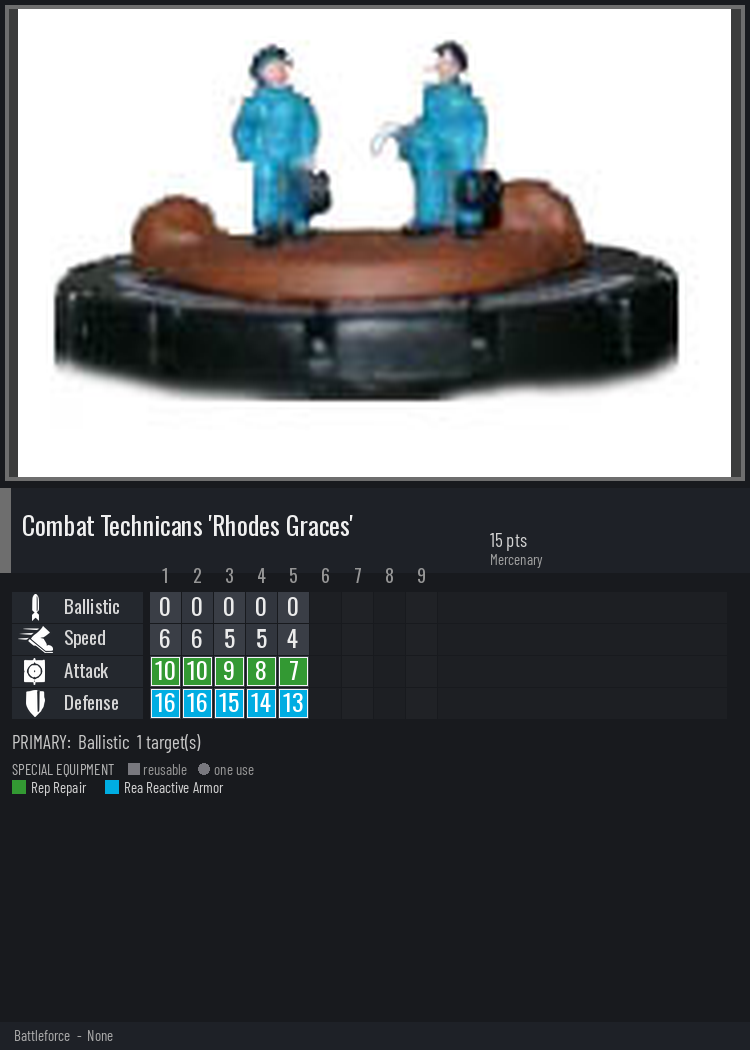 Combat Technicans 'Rhodes Graces'
15 pts
Mercenary
1 2 3 4 5 6 7 8 9
Ballistic 0 0 0 0 0
Speed 6 6 5 5 4
Attack 10 10 9 8 7
Defense 16 16 15 14 13
PRIMARY: Ballistic 1 target(s)
SPECIAL EQUIPMENT reusable one use
Rep Repair Rea Reactive Armor
Battleforce - None